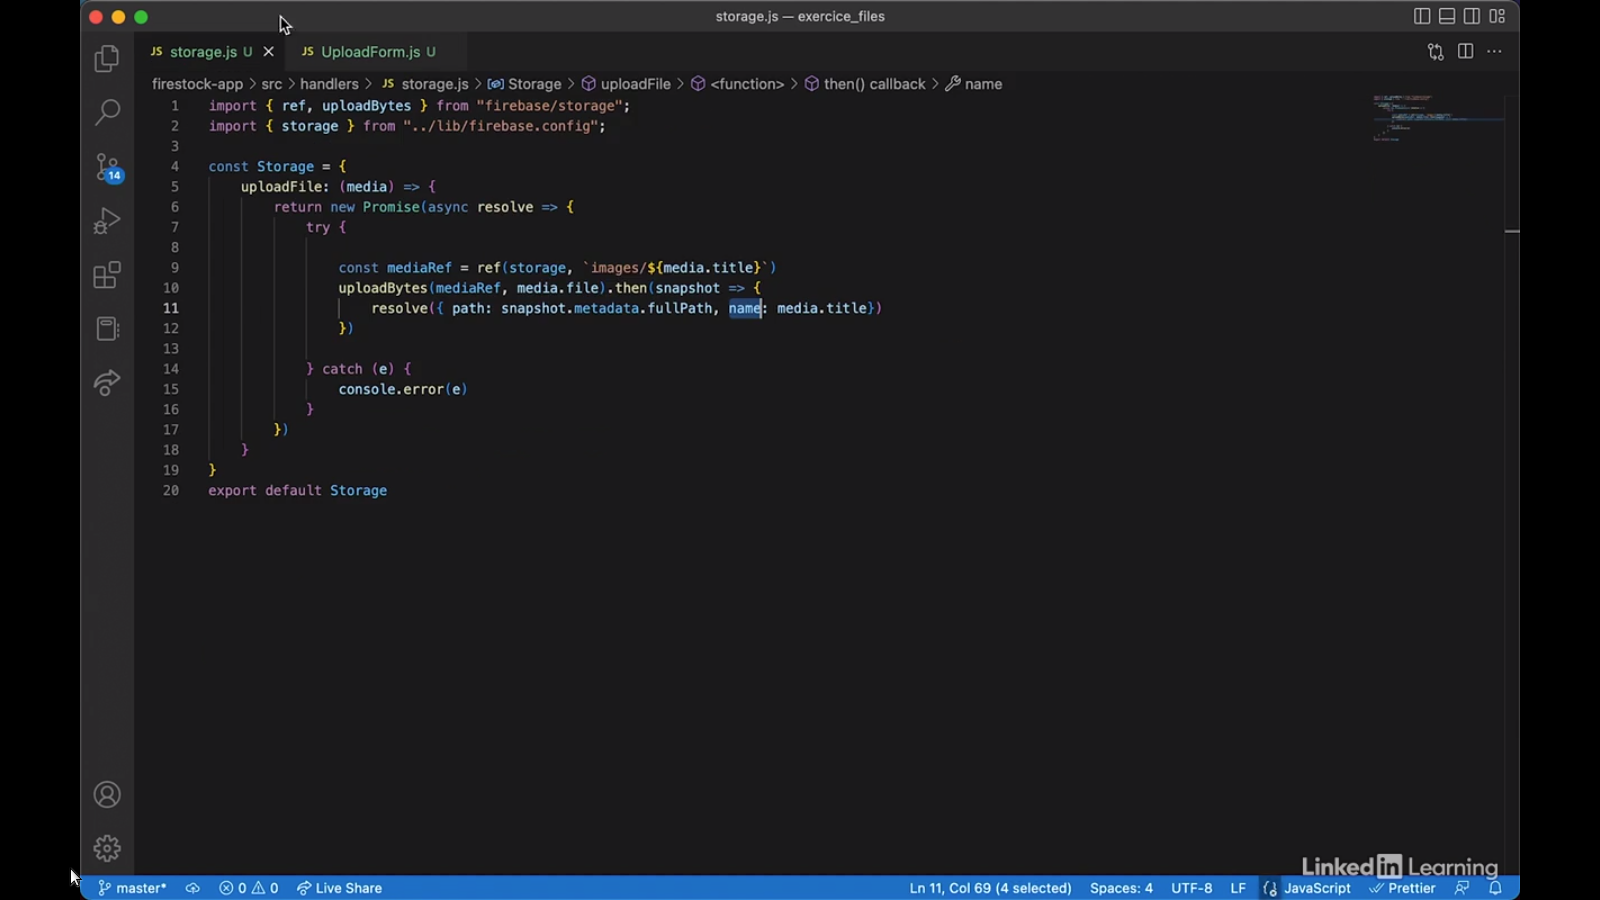 storage.js — exercice_files
JS storage.js U
JS UploadForm.js U
firestock-app > src > handlers > JS storage.js > Storage > uploadFile > <function> > then() callback > name
1 import { ref, uploadBytes } from "firebase/storage";
2 import { storage } from "../lib/firebase.config";
3
4 const Storage = {
5 uploadFile: (media) => {
6 return new Promise(async resolve => {
7 try {
8
9 const mediaRef = ref(storage, `images/${media.title}`)
10 uploadBytes(mediaRef, media.file).then(snapshot => {
11 resolve({ path: snapshot.metadata.fullPath, name: media.title})
12 })
13
14 } catch (e) {
15 console.error(e)
16 }
17 })
18 }
19 }
20 export default Storage
14
LinkedIn Learning
master* 0 0 Live Share Ln 11, Col 69 (4 selected) Spaces: 4 UTF-8 LF JavaScript Prettier